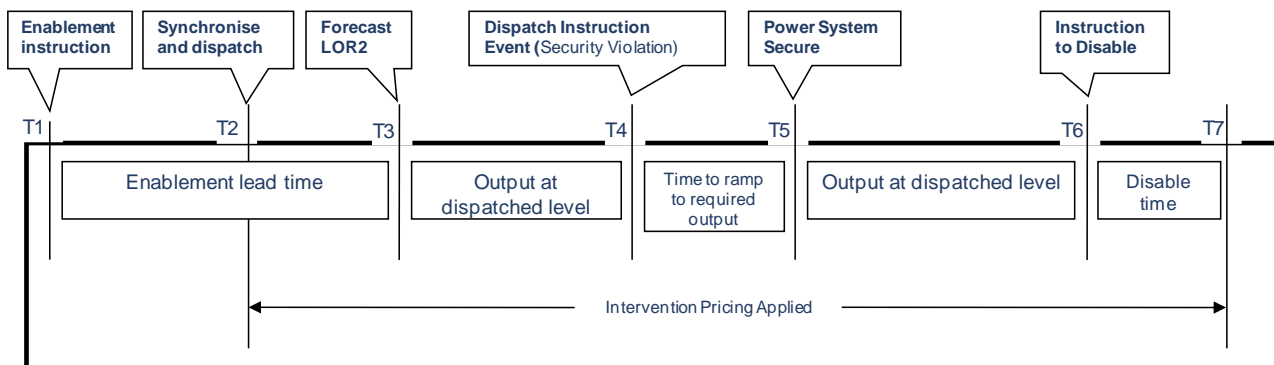 Enablement
instruction
Synchronise
and dispatch
Forecast
LOR2
Dispatch Instruction
Event (Security Violation)
Power System
Secure
Instruction
to Disable
T1
T2
T3
T4
T5
T6
T7
Enablement lead time
Output at
dispatched level
Time to ramp
to required
output
Output at dispatched level
Disable
time
Intervention Pricing Applied